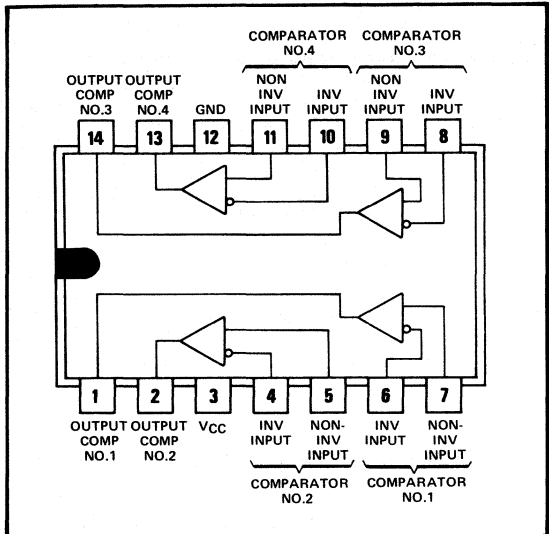 COMPARATOR NO.4
COMPARATOR NO.3
OUTPUT COMP NO.3
OUTPUT COMP NO.4
GND
NON INV INPUT
INV INPUT
NON INV INPUT
INV INPUT
14 13 12 11 10 9 8
1 2 3 4 5 6 7
OUTPUT COMP NO.1
OUTPUT COMP NO.2
VCC
INV INPUT
NON- INV INPUT
INV INPUT
NON- INV INPUT
COMPARATOR NO.2
COMPARATOR NO.1